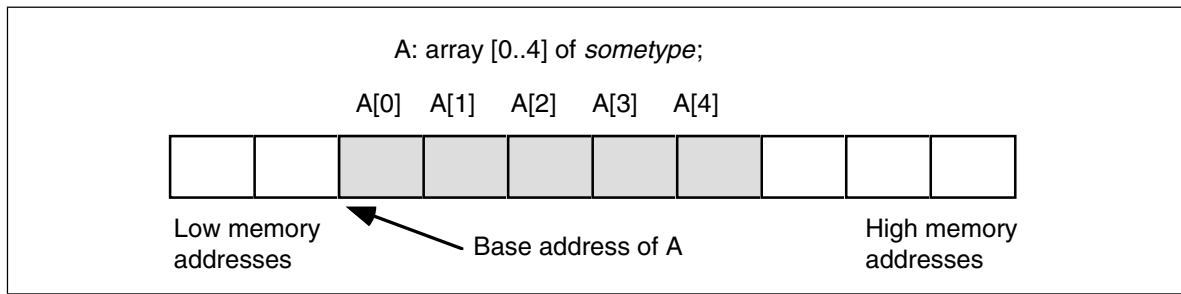 A: array [0..4] of sometype;
A[0] A[1] A[2] A[3] A[4]
Low memory
addresses
Base address of A
High memory
addresses